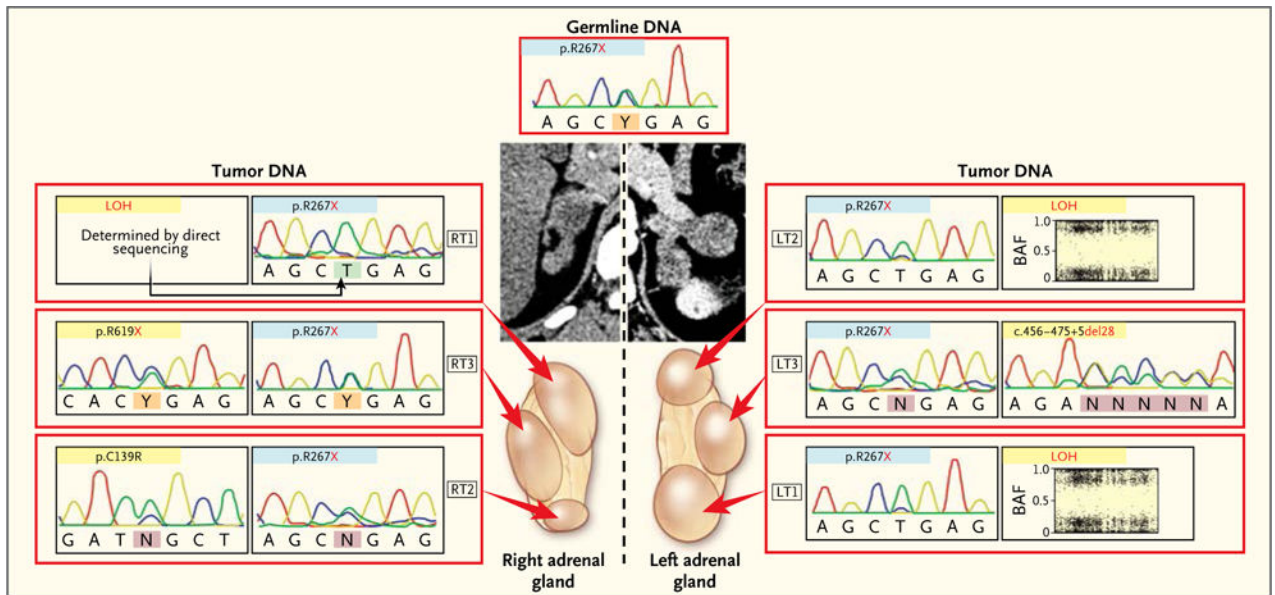 Germline DNA
p.R267X
A G C Y G A G
Tumor DNA
LOH
Determined by direct
sequencing
p.R267X
A G C T G A G
RT1
p.R619X
C A C Y G A G
p.R267X
A G C Y G A G
RT3
p.C139R
G A T N G C T
p.R267X
A G C N G A G
RT2
Right adrenal
gland
Left adrenal
gland
Tumor DNA
LT2
p.R267X
A G C T G A G
LOH
BAF
1.0
0.5
0
LT3
p.R267X
A G C N G A G
c.456–475+5del28
A G A N N N N N A
LT1
p.R267X
A G C T G A G
LOH
BAF
1.0
0.5
0